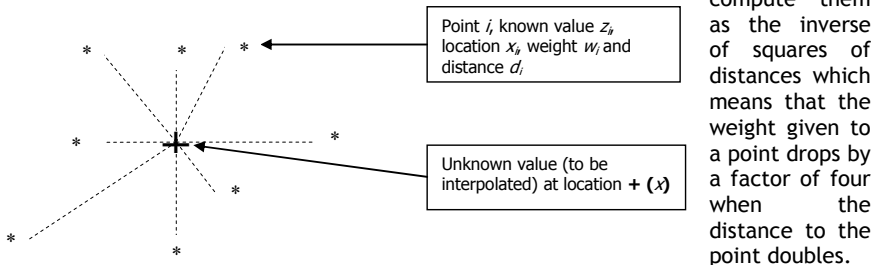 Point i, known value zᵢ,
location xᵢ, weight wᵢ and
distance dᵢ
Unknown value (to be
interpolated) at location + (x)
compute them
as the inverse
of squares of
distances which
means that the
weight given to
a point drops by
a factor of four
when the
distance to the
point doubles.